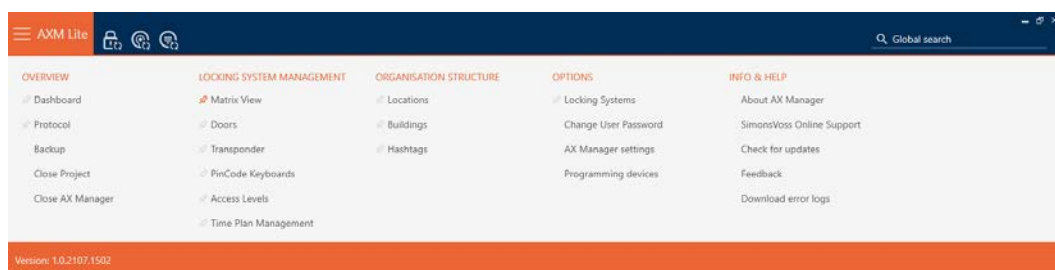 AXM Lite
Global search
OVERVIEW
Dashboard
Protocol
Backup
Close Project
Close AX Manager
LOCKING SYSTEM MANAGEMENT
Matrix View
Doors
Transponder
PinCode Keyboards
Access Levels
Time Plan Management
ORGANISATION STRUCTURE
Locations
Buildings
Hashtags
OPTIONS
Locking Systems
Change User Password
AX Manager settings
Programming devices
INFO & HELP
About AX Manager
SimonsVoss Online Support
Check for updates
Feedback
Download error logs
Version: 1.0.2107.1502